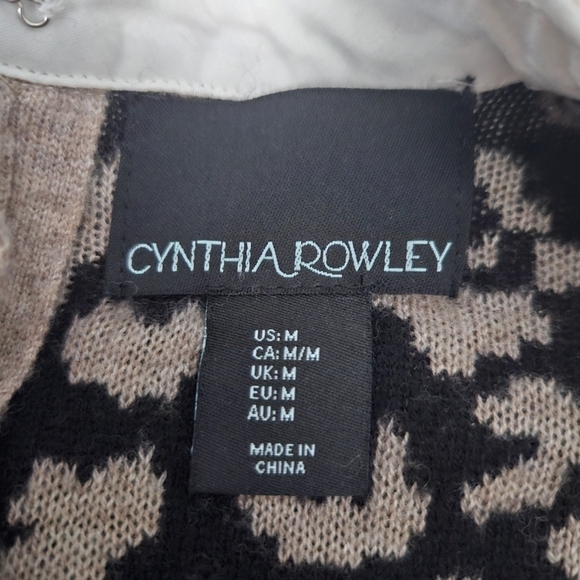 CYNTHIA ROWLEY
US: M
CA: M/M
UK: M
EU: M
AU: M
MADE IN
CHINA